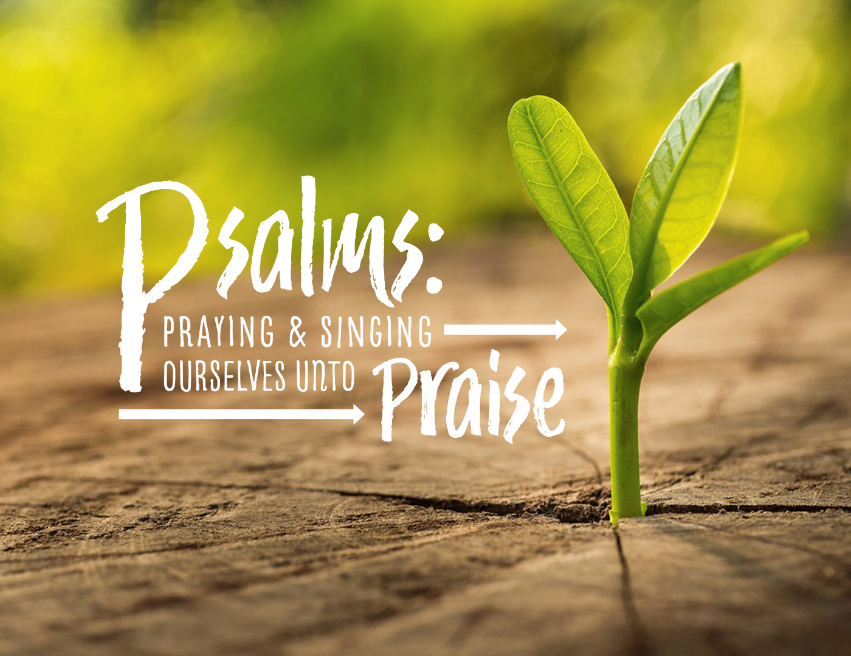 Psalms:
PRAYING & SINGING
OURSELVES UNTO
Praise